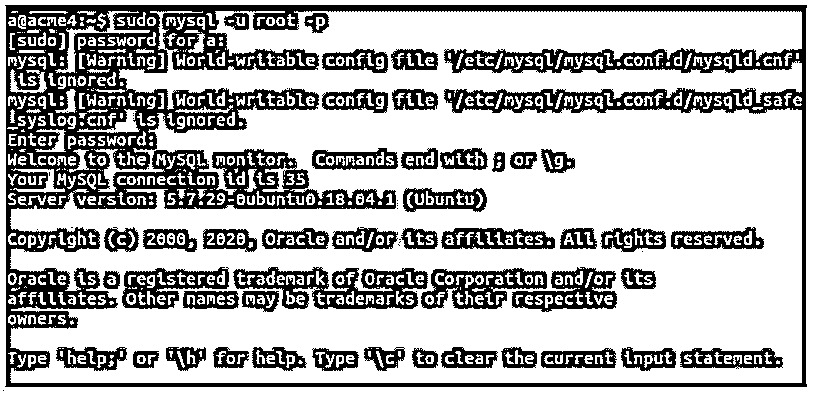 a@acme4:~$ sudo mysql -u root -p
[sudo] password for a:
mysql: [Warning] World-writable config file '/etc/mysql/mysql.conf.d/mysqld.cnf'
 is ignored.
mysql: [Warning] World-writable config file '/etc/mysql/mysql.conf.d/mysqld_safe
_syslog.cnf' is ignored.
Enter password:
Welcome to the MySQL monitor.  Commands end with ; or \g.
Your MySQL connection id is 35
Server version: 5.7.29-0ubuntu0.18.04.1 (Ubuntu)
Copyright (c) 2000, 2020, Oracle and/or its affiliates. All rights reserved.
Oracle is a registered trademark of Oracle Corporation and/or its
affiliates. Other names may be trademarks of their respective
owners.
Type 'help;' or '\h' for help. Type '\c' to clear the current input statement.